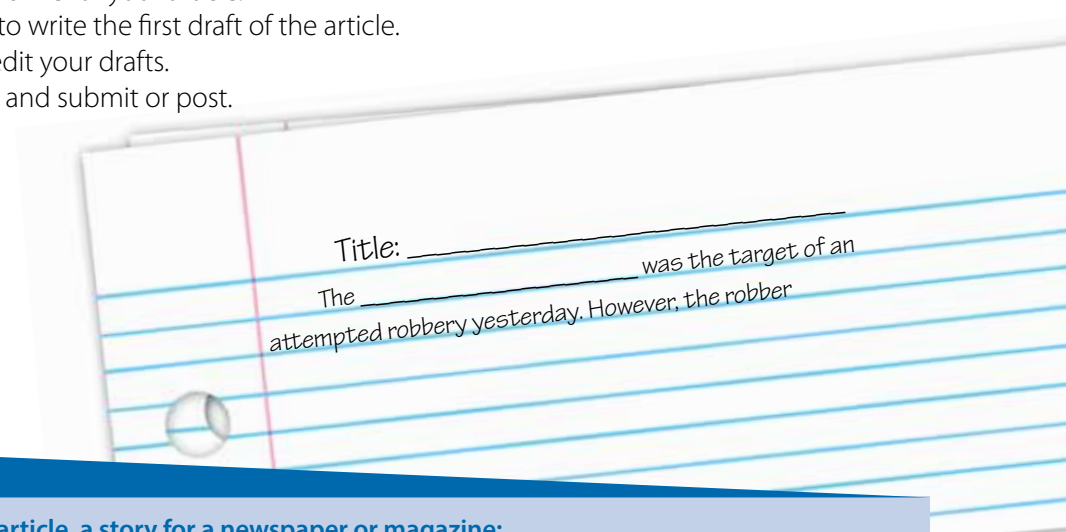 to write the first draft of the article.
edit your drafts.
and submit or post.
Title:
The was the target of an
attempted robbery yesterday. However, the robber
article, a story for a newspaper or magazine: